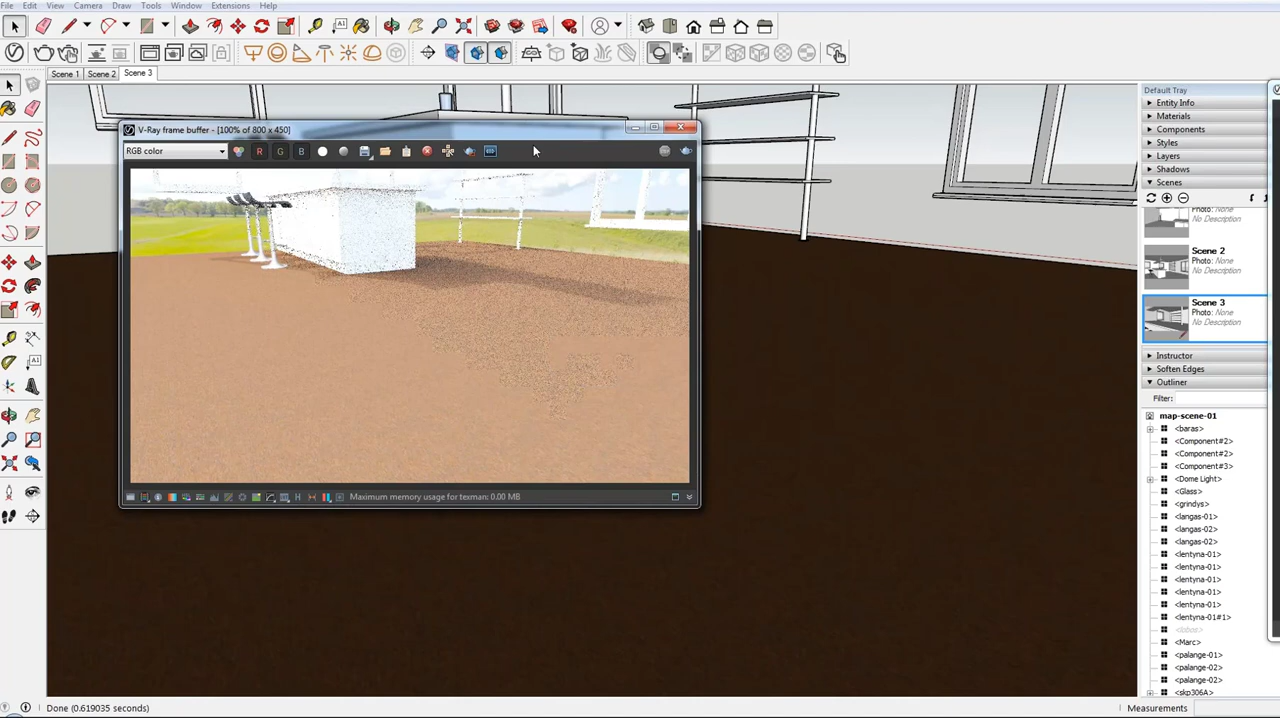 File Edit View Camera Draw Tools Window Extensions Help
A1
Scene 1 Scene 2 Scene 3
V-Ray frame buffer - [100% of 800 x 450]
RGB color
R G B
H
Maximum memory usage for texman: 0.00 MB
A1
Default Tray
Entity Info
Materials
Components
Styles
Layers
Shadows
Scenes
Photo: None
No Description
Scene 2
Photo: None
No Description
Scene 3
Photo: None
No Description
Instructor
Soften Edges
Outliner
Filter:
map-scene-01
<baras>
<Component#2>
<Component#2>
<Component#3>
<Dome Light>
<Glass>
<grindys>
<langas-01>
<langas-02>
<langas-02>
<lentyna-01>
<lentyna-01>
<lentyna-01>
<lentyna-01>
<lentyna-01>
<lentyna-01#1>
<lobos>
<Marc>
<palange-01>
<palange-02>
<palange-02>
<skp306A>
Done (0.619035 seconds)
Measurements